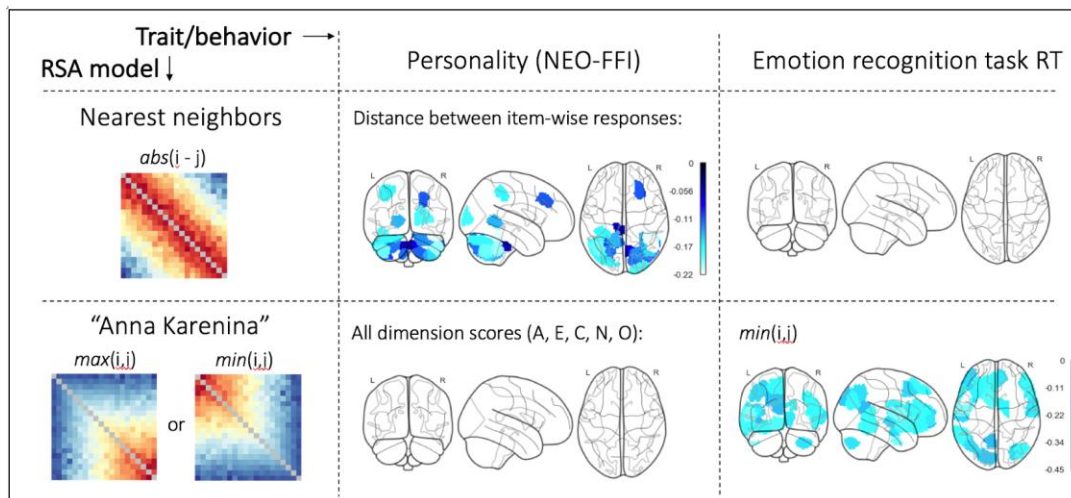 Trait/behavior →
RSA model ↓
Personality (NEO-FFI)
Emotion recognition task RT
Nearest neighbors
abs(i - j)
Distance between item-wise responses:
L R
L R
0
-0.056
-0.11
-0.17
-0.22
L R
L R
"Anna Karenina"
max(i,j)
or
min(i,j)
All dimension scores (A, E, C, N, O):
L R
L R
min(i,j)
L R
L R
0
-0.11
-0.22
-0.34
-0.45